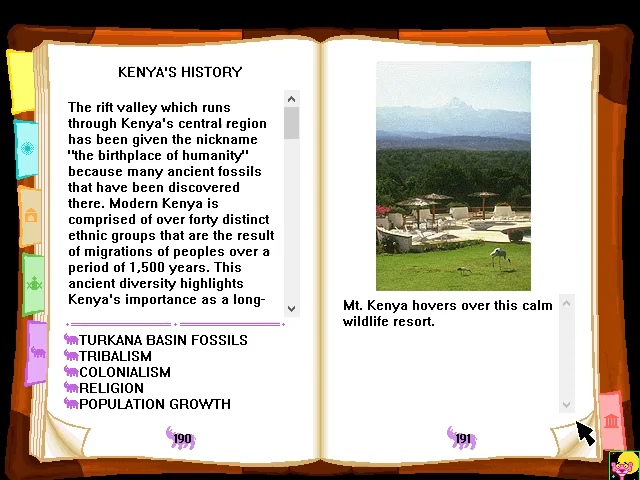 KENYA'S HISTORY
The rift valley which runs
through Kenya's central region
has been given the nickname
"the birthplace of humanity"
because many ancient fossils
that have been discovered
there. Modern Kenya is
comprised of over forty distinct
ethnic groups that are the result
of migrations of peoples over a
period of 1,500 years. This
ancient diversity highlights
Kenya's importance as a long-
TURKANA BASIN FOSSILS
TRIBALISM
COLONIALISM
RELIGION
POPULATION GROWTH
190
Mt. Kenya hovers over this calm
wildlife resort.
191